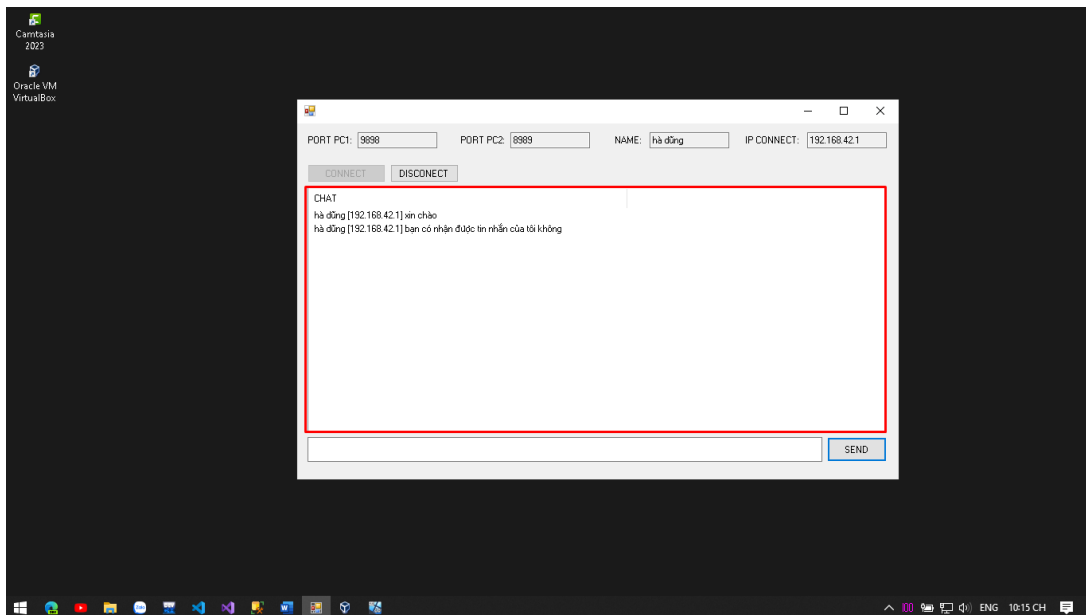 Camtasia
2023
Oracle VM
VirtualBox
PORT PC1: 9898 PORT PC2: 8989 NAME: hà dũng IP CONNECT: 192.168.42.1
CONNECT DISCONECT
CHAT
hà dũng [192.168.42.1] xin chào
hà dũng [192.168.42.1] bạn có nhận được tin nhắn của tôi không
SEND
ENG 10:15 CH